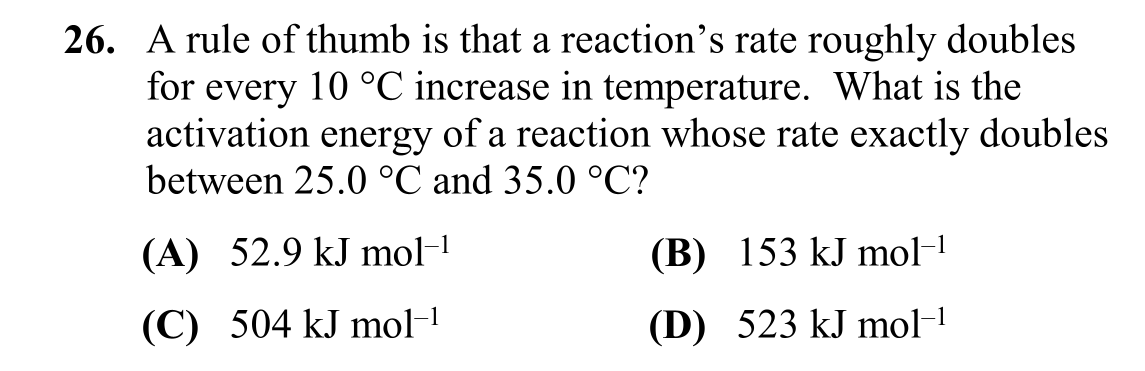 26. A rule of thumb is that a reaction’s rate roughly doubles
for every 10 °C increase in temperature.  What is the
activation energy of a reaction whose rate exactly doubles
between 25.0 °C and 35.0 °C?
(A) 52.9 kJ mol⁻¹ (B) 153 kJ mol⁻¹
(C) 504 kJ mol⁻¹ (D) 523 kJ mol⁻¹